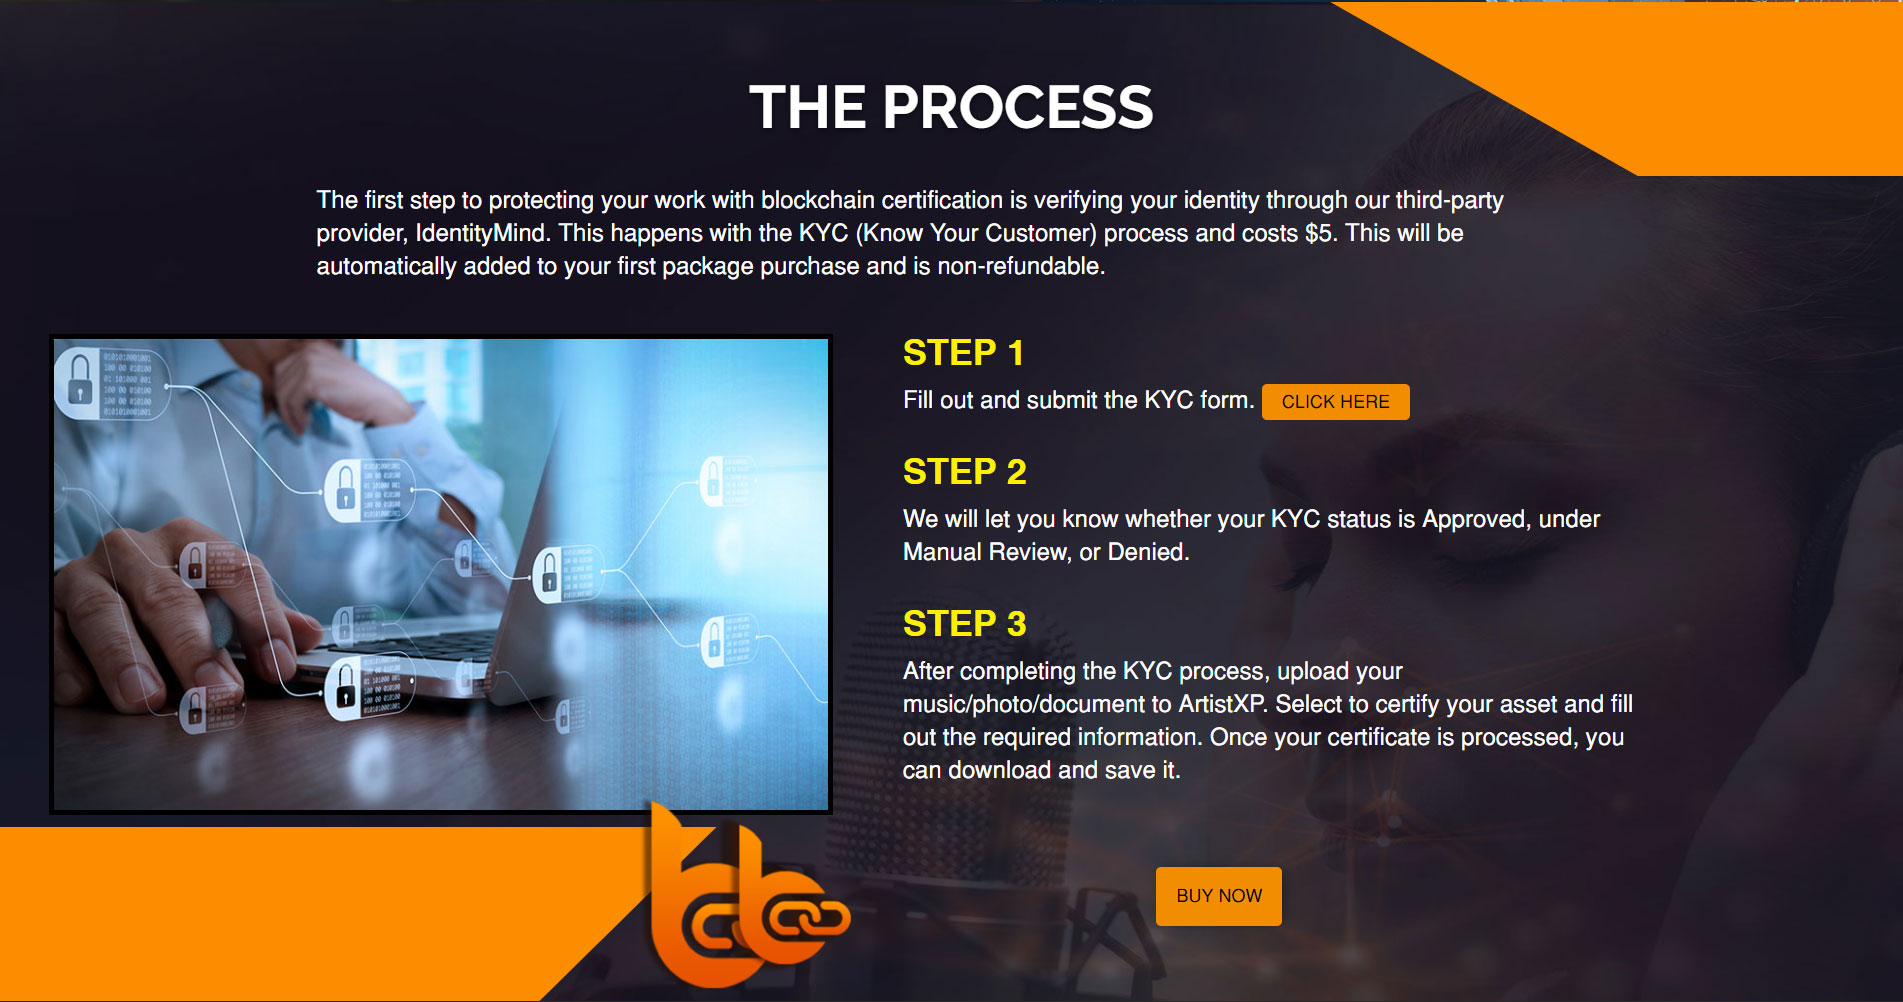 THE PROCESS
The first step to protecting your work with blockchain certification is verifying your identity through our third-party
provider, IdentityMind. This happens with the KYC (Know Your Customer) process and costs $5. This will be
automatically added to your first package purchase and is non-refundable.
STEP 1
Fill out and submit the KYC form. CLICK HERE
STEP 2
We will let you know whether your KYC status is Approved, under
Manual Review, or Denied.
STEP 3
After completing the KYC process, upload your
music/photo/document to ArtistXP. Select to certify your asset and fill
out the required information. Once your certificate is processed, you
can download and save it.
BUY NOW